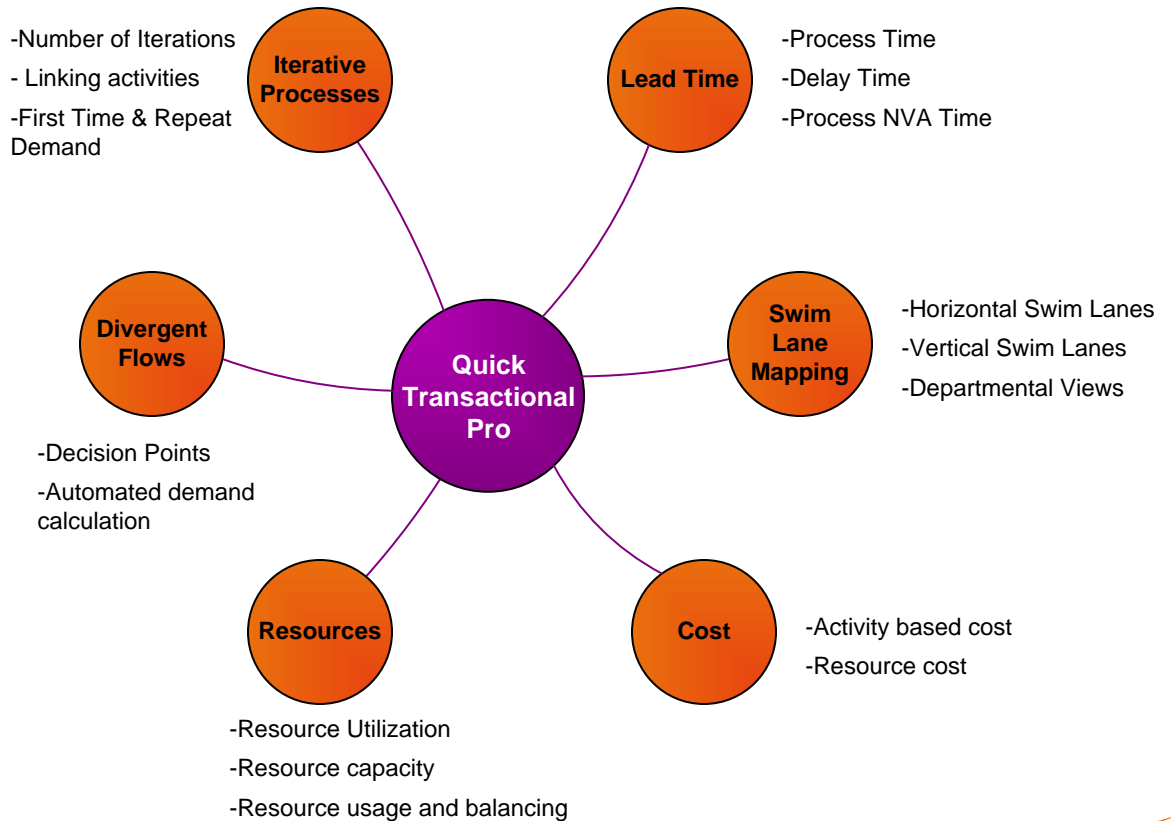 -Number of Iterations
- Linking activities
-First Time & Repeat
Demand
Iterative
Processes
Lead Time
-Process Time
-Delay Time
-Process NVA Time
Divergent
Flows
-Decision Points
-Automated demand
calculation
Quick
Transactional
Pro
Swim
Lane
Mapping
-Horizontal Swim Lanes
-Vertical Swim Lanes
-Departmental Views
Resources
-Resource Utilization
-Resource capacity
-Resource usage and balancing
Cost
-Activity based cost
-Resource cost